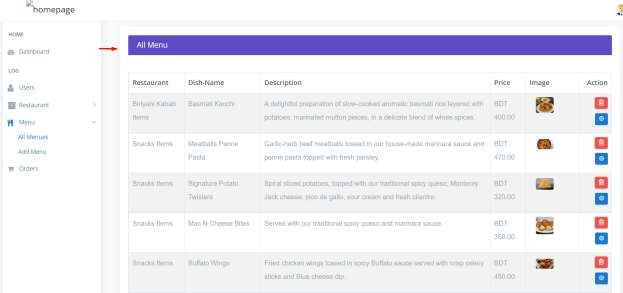 homepage
HOME
Dashboard
LOG
Users
Restaurant
Menu
All Menues
Add Menu
Orders
All Menu
Restaurant Dish-Name Description Price Image Action
Biriyani Kabab Basmati Kacchi A delightful preparation of slow-cooked aromatic basmati rice layered with BDT
Items potatoes, marinated mutton pieces, in a delicate blend of whole spices. 400.00
Snacks Items Meatballs Penne Garlic-herb beef meatballs tossed in our house-made marinara sauce and BDT
Pasta penne pasta topped with fresh parsley. 470.00
Snacks Items Signature Potato Spiral sliced potatoes, topped with our traditional spicy queso, Monterey BDT
Twisters Jack cheese, pico de gallo, sour cream and fresh cilantro. 320.00
Snacks Items Mac N Cheese Bites Served with our traditional spicy queso and marinara sauce. BDT
350.00
Snacks Items Buffalo Wings Fried chicken wings tossed in spicy Buffalo sauce served with crisp celery BDT
sticks and Blue cheese dip. 450.00